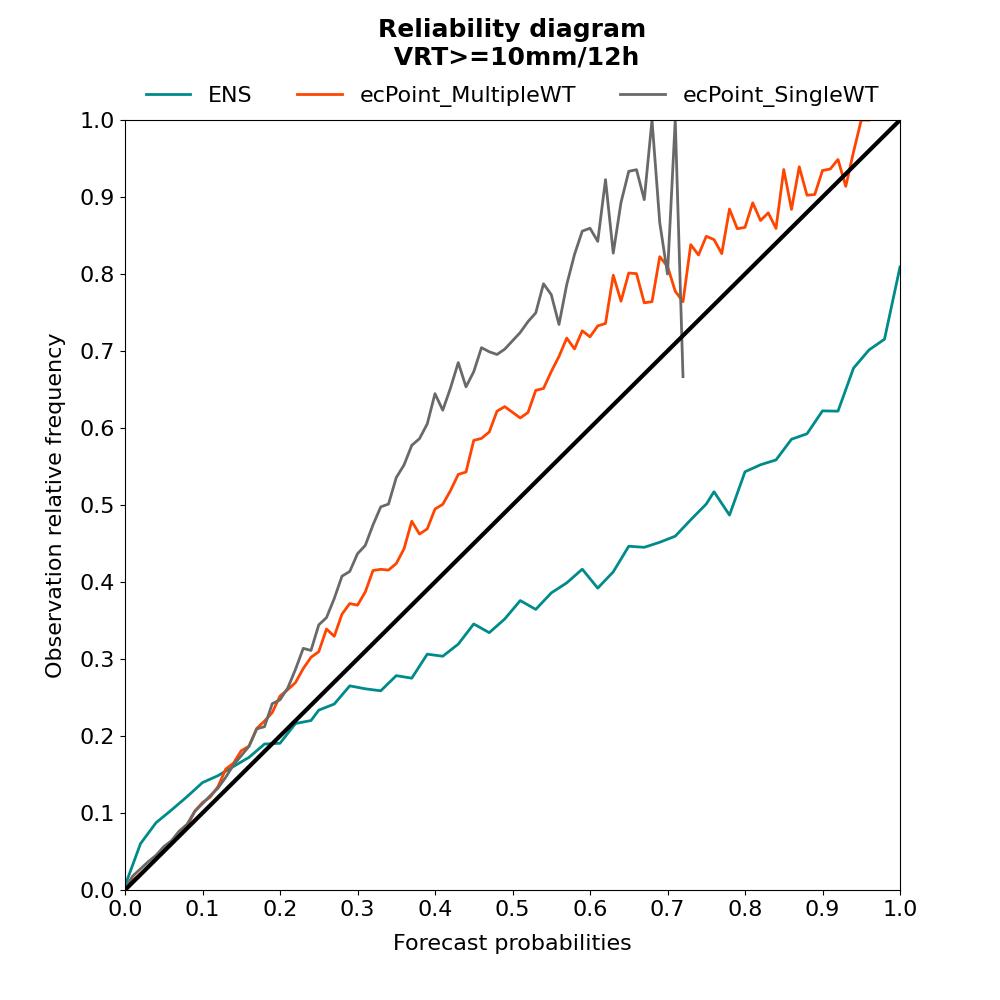 Reliability diagram
VRT>=10mm/12h
ENS ecPoint_MultipleWT ecPoint_SingleWT
1.0
0.9
0.8
0.7
0.6
0.5
0.4
0.3
0.2
0.1
0.0
Observation relative frequency
0.0 0.1 0.2 0.3 0.4 0.5 0.6 0.7 0.8 0.9 1.0
Forecast probabilities